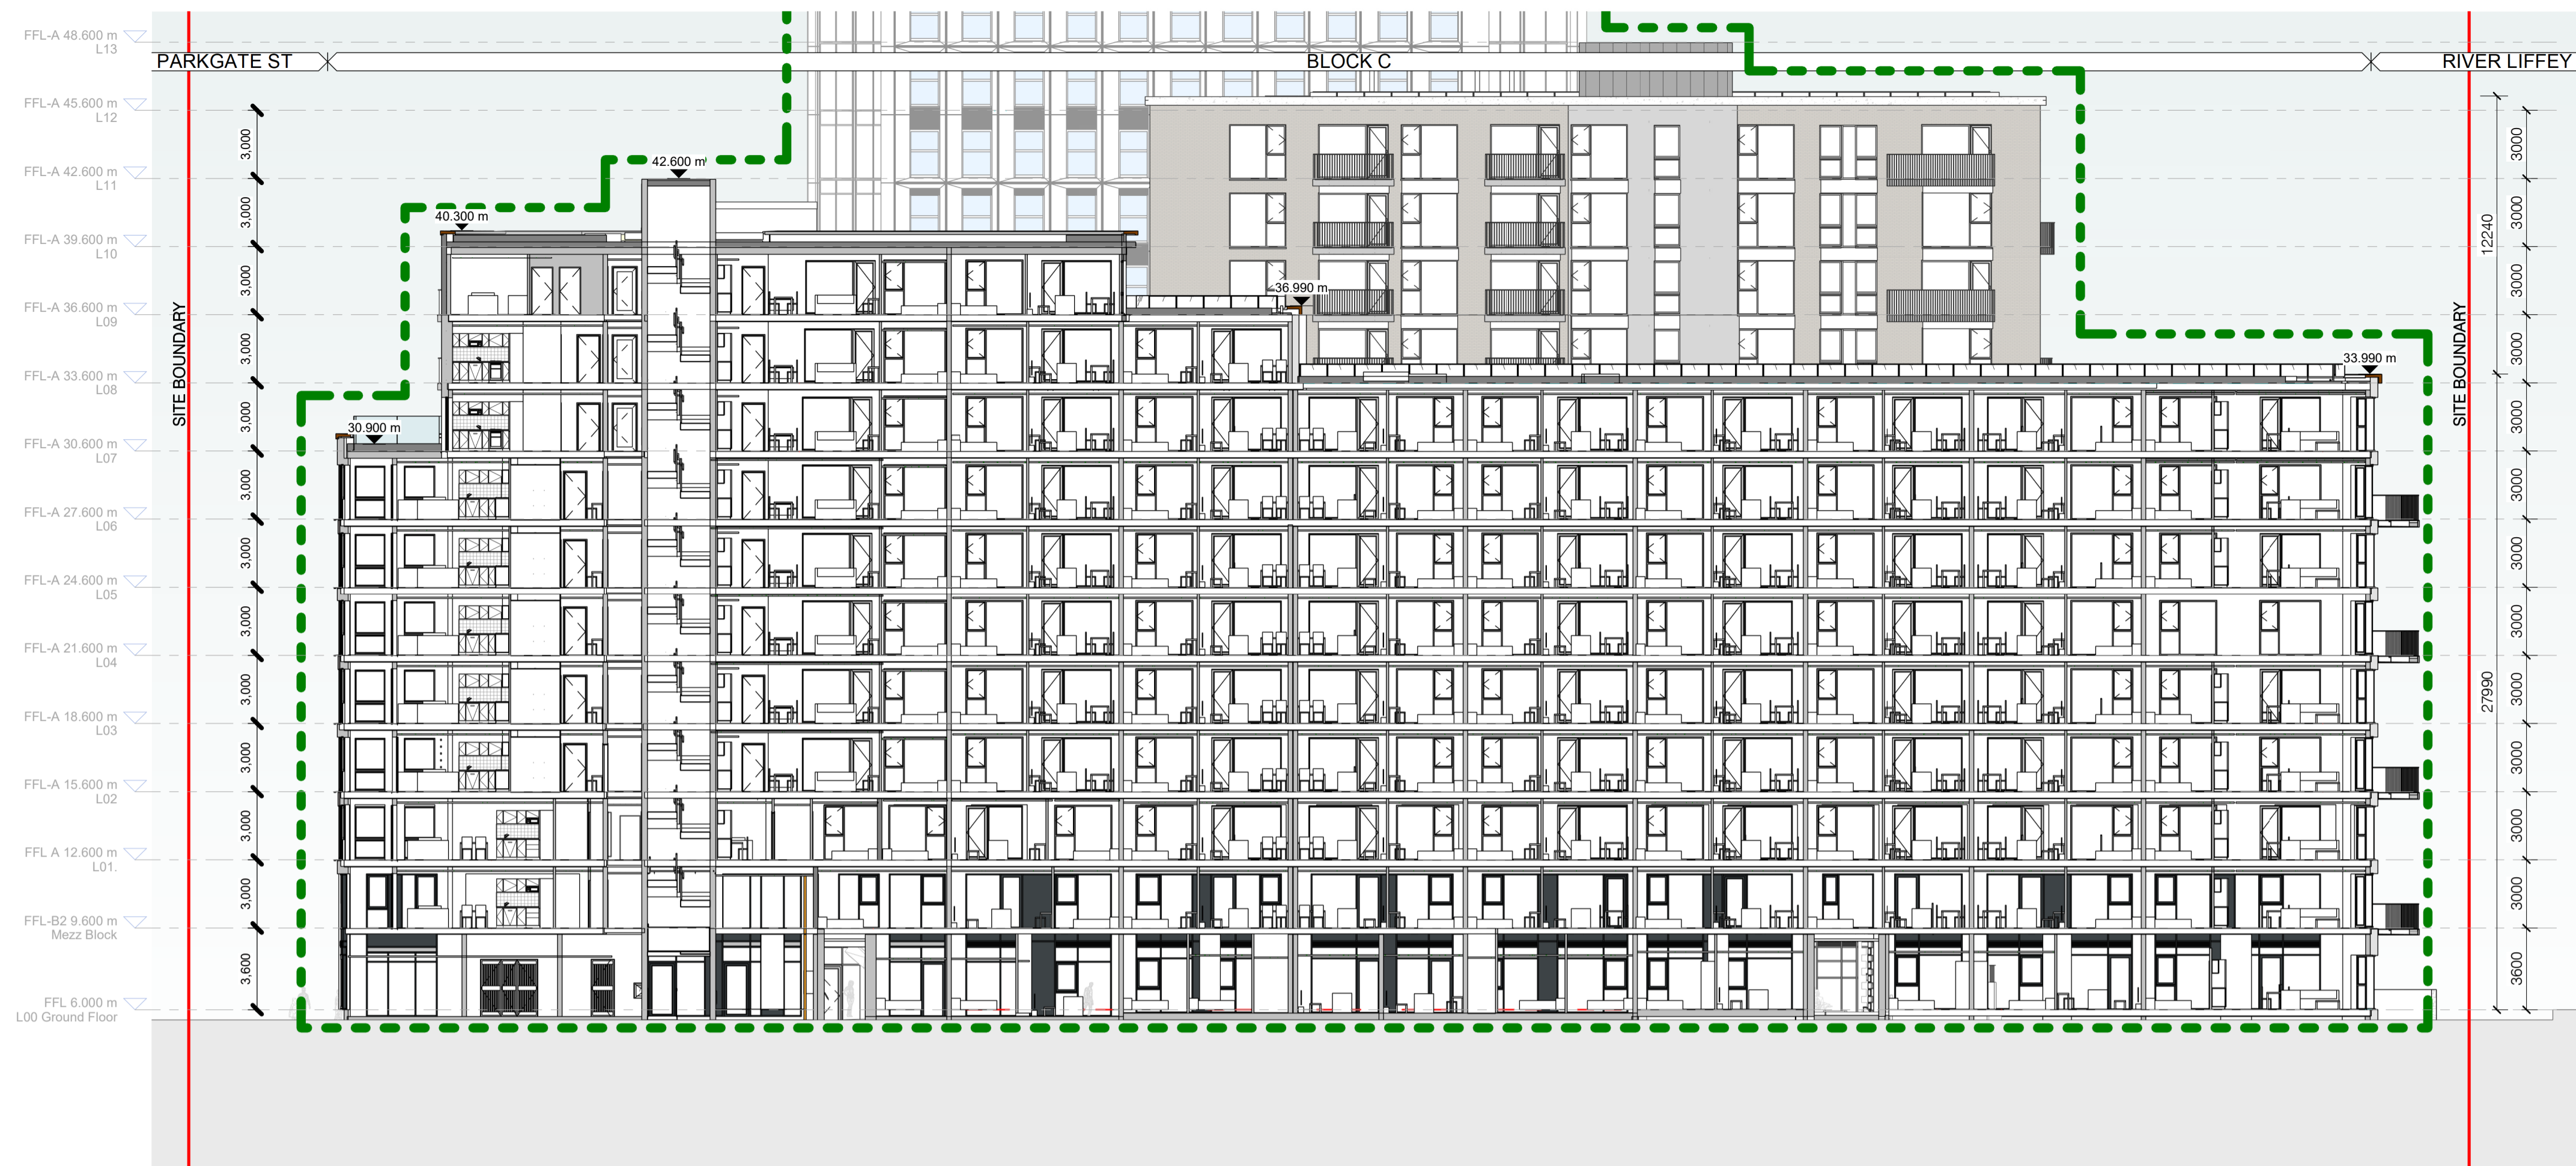 FFL-A 48.600 m
L13
PARKGATE ST
BLOCK C
RIVER LIFFEY
FFL-A 45.600 m
L12
FFL-A 42.600 m
L11
FFL-A 39.600 m
L10
FFL-A 36.600 m
L09
FFL-A 33.600 m
L08
FFL-A 30.600 m
L07
FFL-A 27.600 m
L06
FFL-A 24.600 m
L05
FFL-A 21.600 m
L04
FFL-A 18.600 m
L03
FFL-A 15.600 m
L02
FFL A 12.600 m
L01.
FFL-B2 9.600 m
Mezz Block
FFL 6.000 m
L00 Ground Floor
SITE BOUNDARY
3,000
3,000
3,000
3,000
3,000
3,000
3,000
3,000
3,000
3,000
3,000
3,000
3,600
42.600 m
40.300 m
36.990 m
33.990 m
30.900 m
SITE BOUNDARY
12240
27990
3000
3000
3000
3000
3000
3000
3000
3000
3000
3000
3000
3000
3600